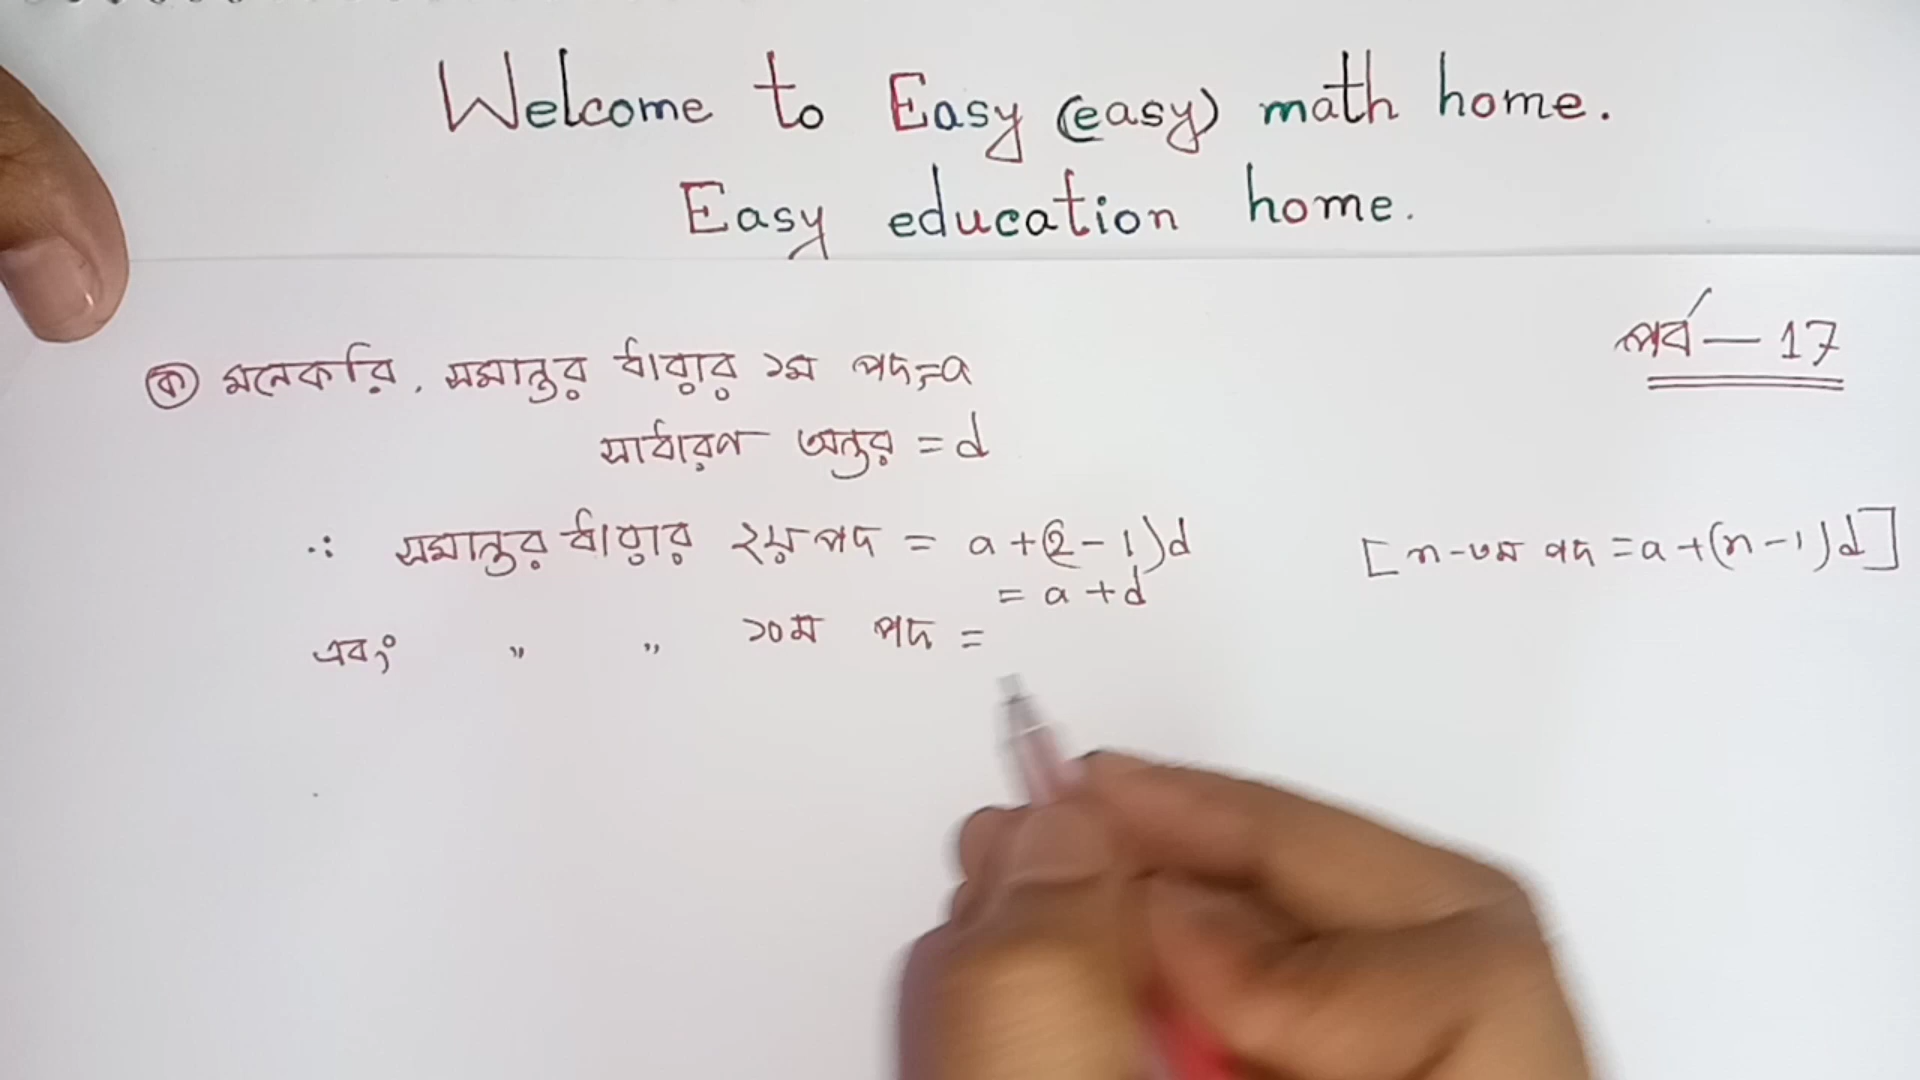 Welcome to Easy (easy) math home.
Easy education home.
পর্ব — 17
(ক) মনেকরি, সমান্তর ধারার ১ম পদ = a
সাধারণ অন্তর = d
∴ সমান্তর ধারার ২য় পদ = a + (2 - 1)d [n-তম পদ = a + (n - 1)d]
= a + d
এবং " " ১০ম পদ =